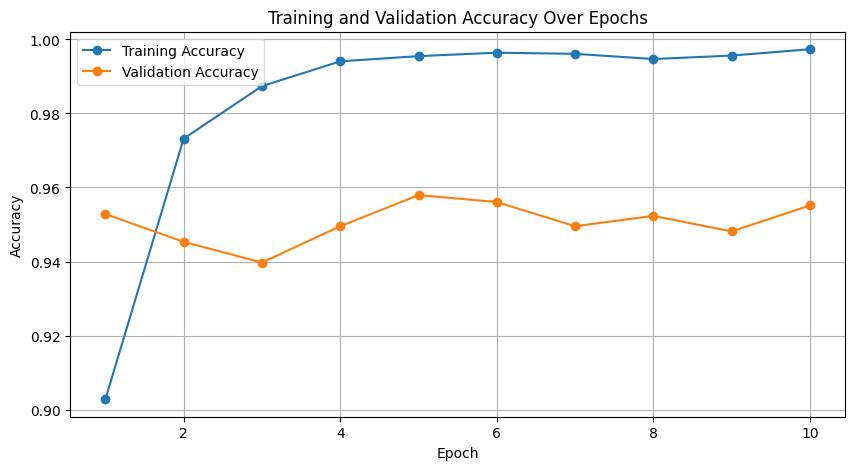 Training and Validation Accuracy Over Epochs
Training Accuracy
Validation Accuracy
1.00
0.98
0.96
0.94
0.92
0.90
Accuracy
2 4 6 8 10
Epoch